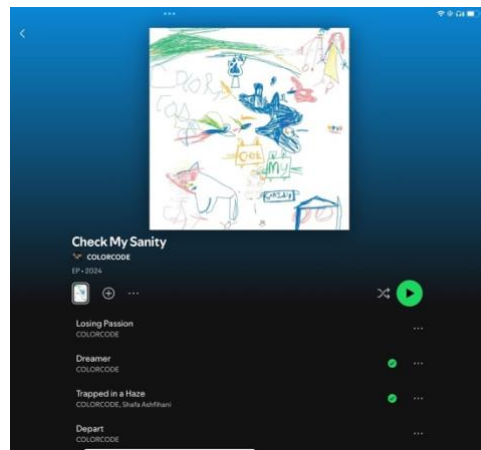 Check My Sanity
COLORCODE
EP • 2024
Losing Passion
COLORCODE
Dreamer
COLORCODE
Trapped in a Haze
COLORCODE, Shafa Ashfihani
Depart
COLORCODE